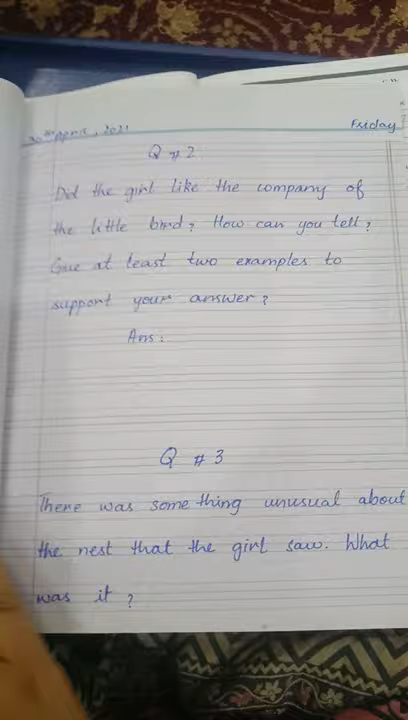 30th April, 2021 Friday
Q # 2
Did the girl like the company of
the little bird? How can you tell?
Give at least two examples to
support your answer?
Ans:
Q # 3
There was something unusual about
the nest that the girl saw. What
was it?